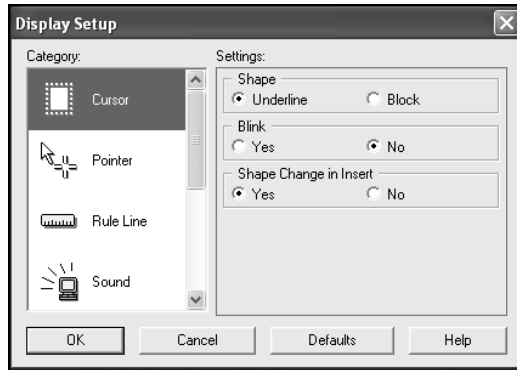 Display Setup
Category:
Cursor
Pointer
Rule Line
Sound
Settings:
Shape
Underline Block
Blink
Yes No
Shape Change in Insert
Yes No
OK Cancel Defaults Help